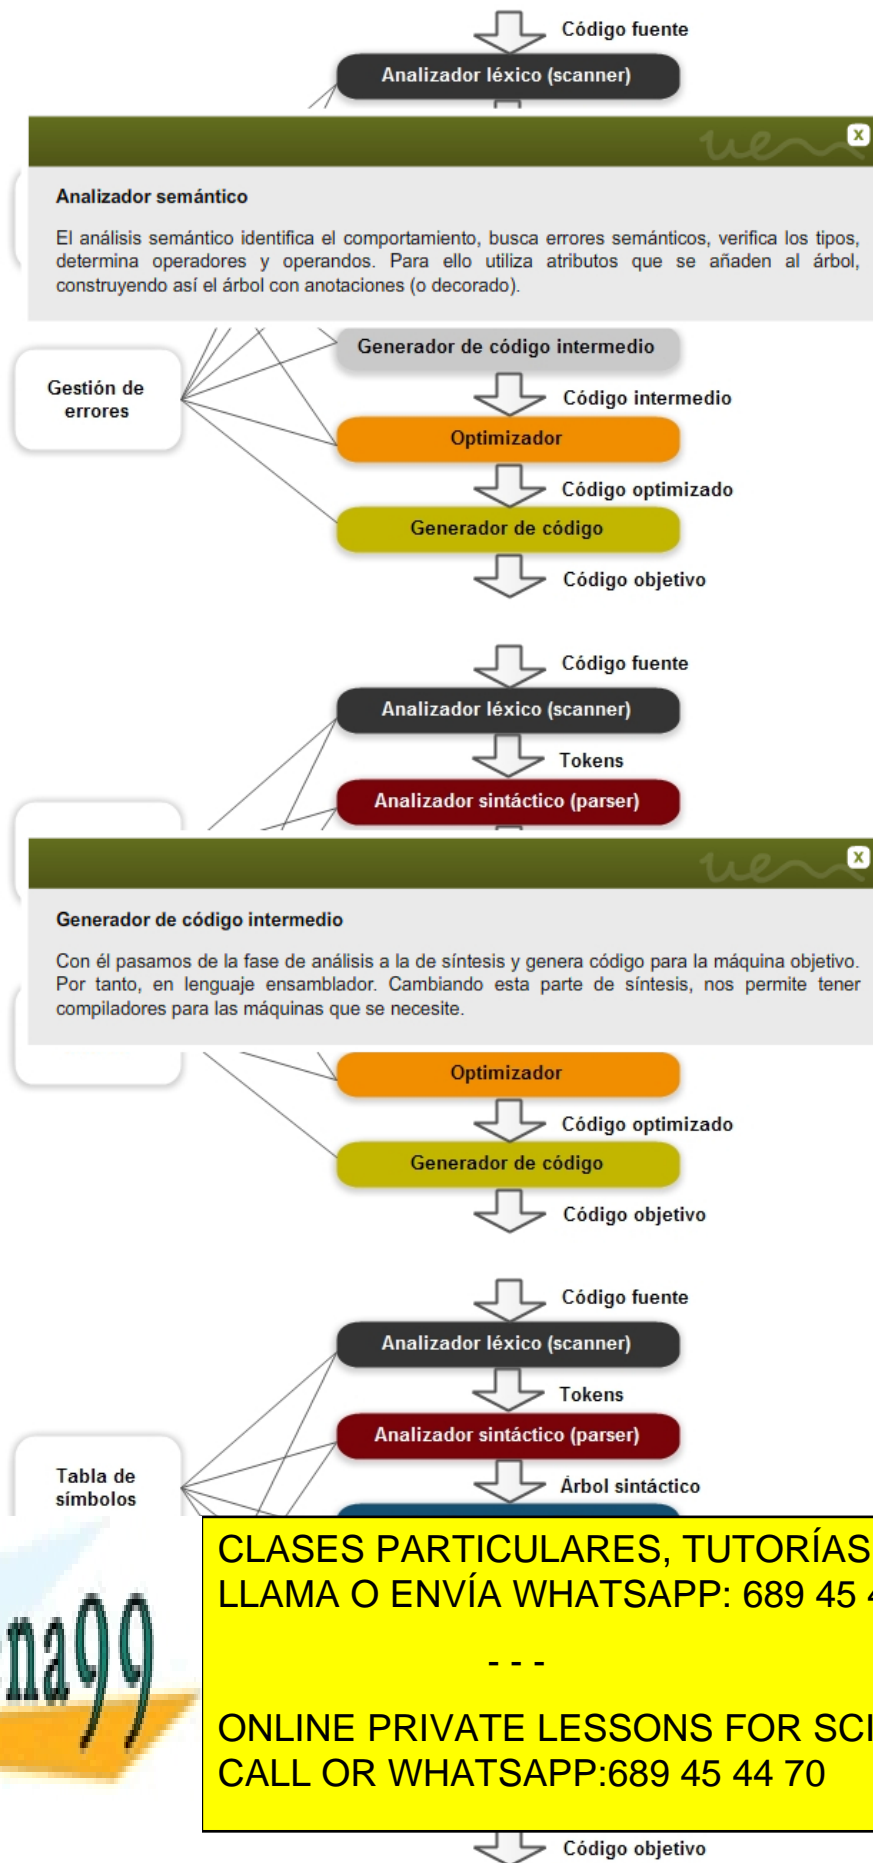 Código fuente
Analizador léxico (scanner)
x
Analizador semántico
El análisis semántico identifica el comportamiento, busca errores semánticos, verifica los tipos,
determina operadores y operandos. Para ello utiliza atributos que se añaden al árbol,
construyendo así el árbol con anotaciones (o decorado).
Generador de código intermedio
Gestión de
errores
Código intermedio
Optimizador
Código optimizado
Generador de código
Código objetivo
Código fuente
Analizador léxico (scanner)
Tokens
Analizador sintáctico (parser)
x
Generador de código intermedio
Con él pasamos de la fase de análisis a la de síntesis y genera código para la máquina objetivo.
Por tanto, en lenguaje ensamblador. Cambiando esta parte de síntesis, nos permite tener
compiladores para las máquinas que se necesite.
Optimizador
Código optimizado
Generador de código
Código objetivo
Código fuente
Analizador léxico (scanner)
Tokens
Analizador sintáctico (parser)
Tabla de
símbolos
Árbol sintáctico
CLASES PARTICULARES, TUTORÍAS
LLAMA O ENVÍA WHATSAPP: 689 45
- - -
ONLINE PRIVATE LESSONS FOR SCI
CALL OR WHATSAPP:689 45 44 70
na99
Código objetivo